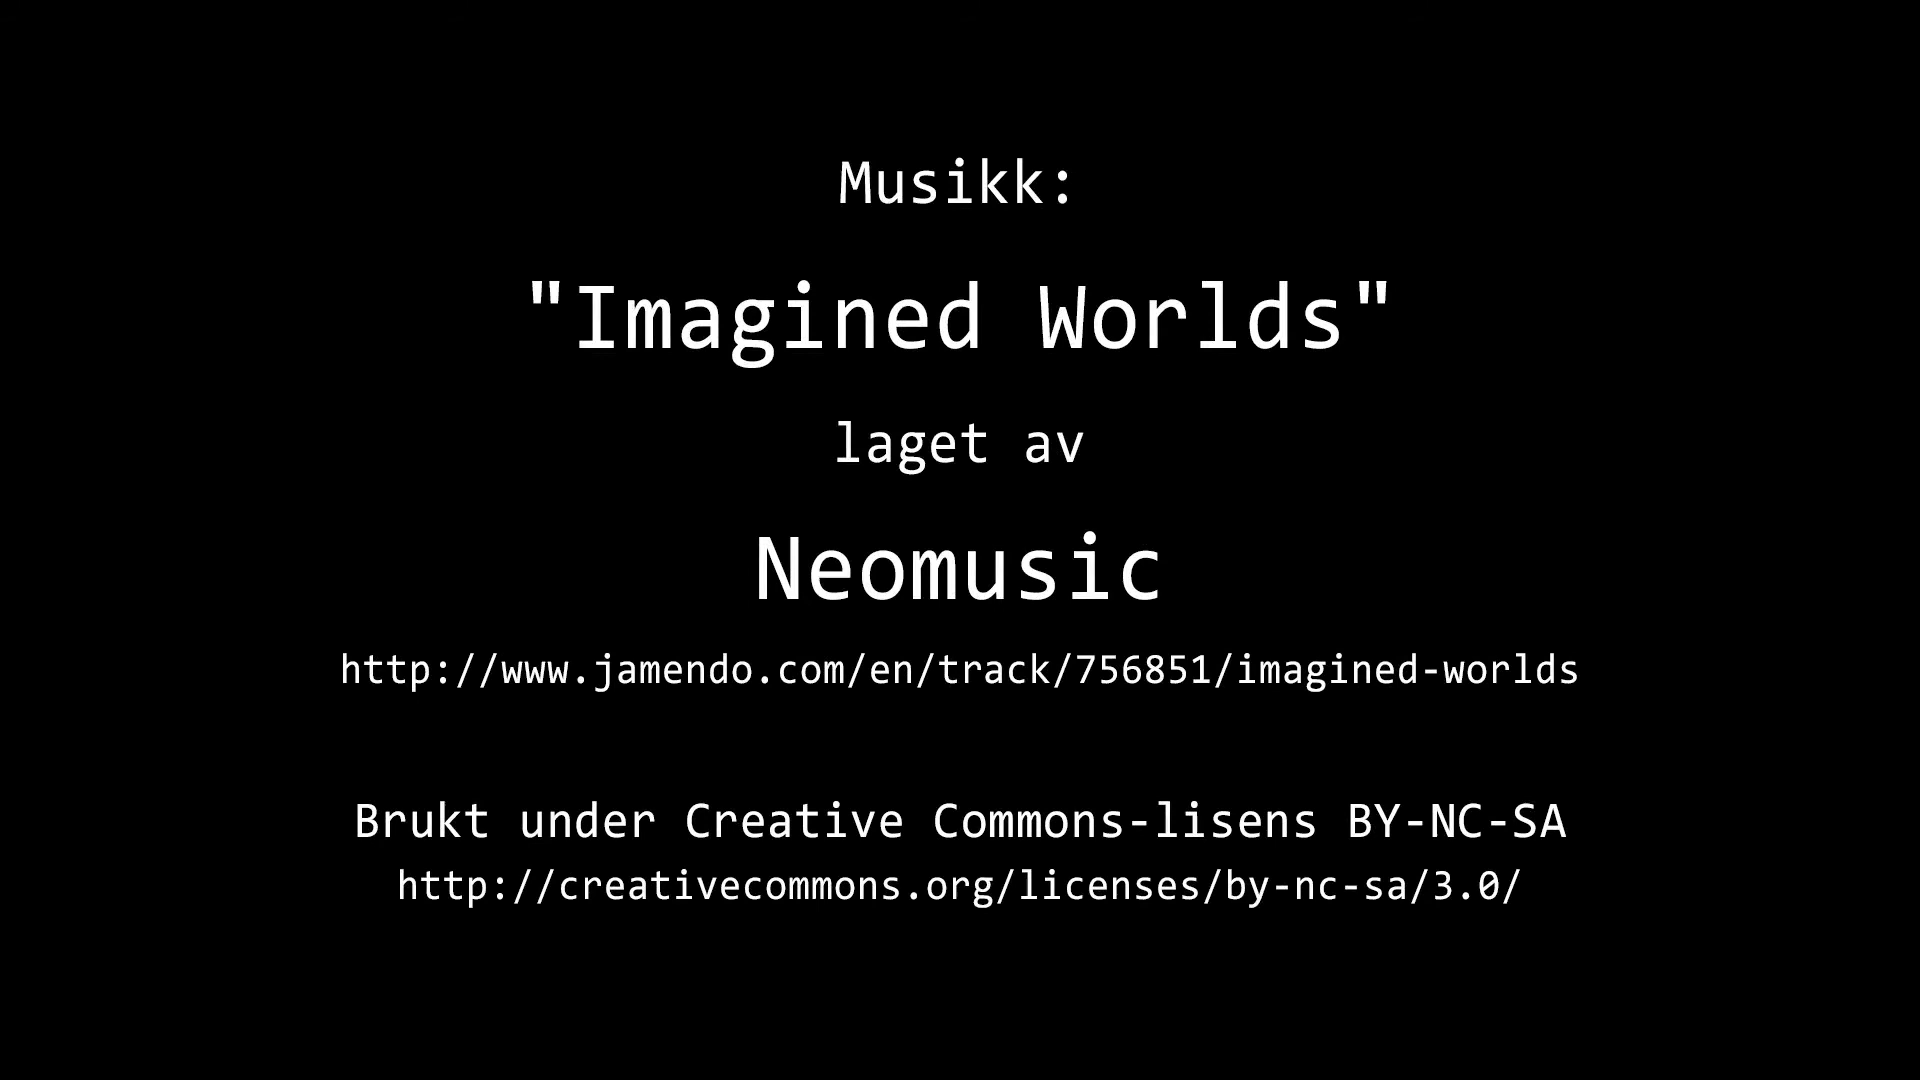 Musikk:
"Imagined Worlds"
laget av
Neomusic
http://www.jamendo.com/en/track/756851/imagined-worlds
Brukt under Creative Commons-lisens BY-NC-SA
http://creativecommons.org/licenses/by-nc-sa/3.0/